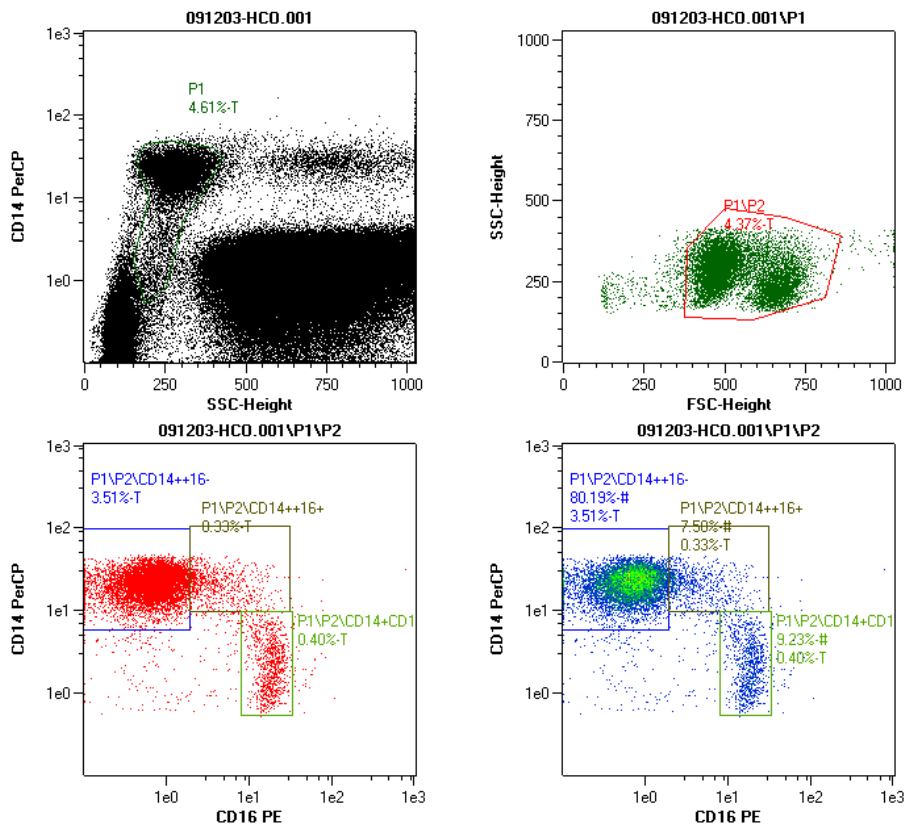 091203-HCO.001
1e3
1e2
1e1
1e0
CD14 PerCP
P1
4.61%-T
0
250
500
750
1000
SSC-Height
091203-HCO.001\P1
1000
750
500
250
0
SSC-Height
P1\P2
4.37%-T
0
250
500
750
1000
FSC-Height
091203-HCO.001\P1\P2
1e3
1e2
1e1
1e0
CD14 PerCP
P1\P2\CD14++16-
3.51%-T
P1\P2\CD14++16+
0.33%-T
P1\P2\CD14+CD1
0.40%-T
1e0
1e1
1e2
1e3
CD16 PE
091203-HCO.001\P1\P2
1e3
1e2
1e1
1e0
CD14 PerCP
P1\P2\CD14++16-
80.19%-#
3.51%-T
P1\P2\CD14++16+
7.50%-#
0.33%-T
P1\P2\CD14+CD1
9.23%-#
0.40%-T
1e0
1e1
1e2
1e3
CD16 PE